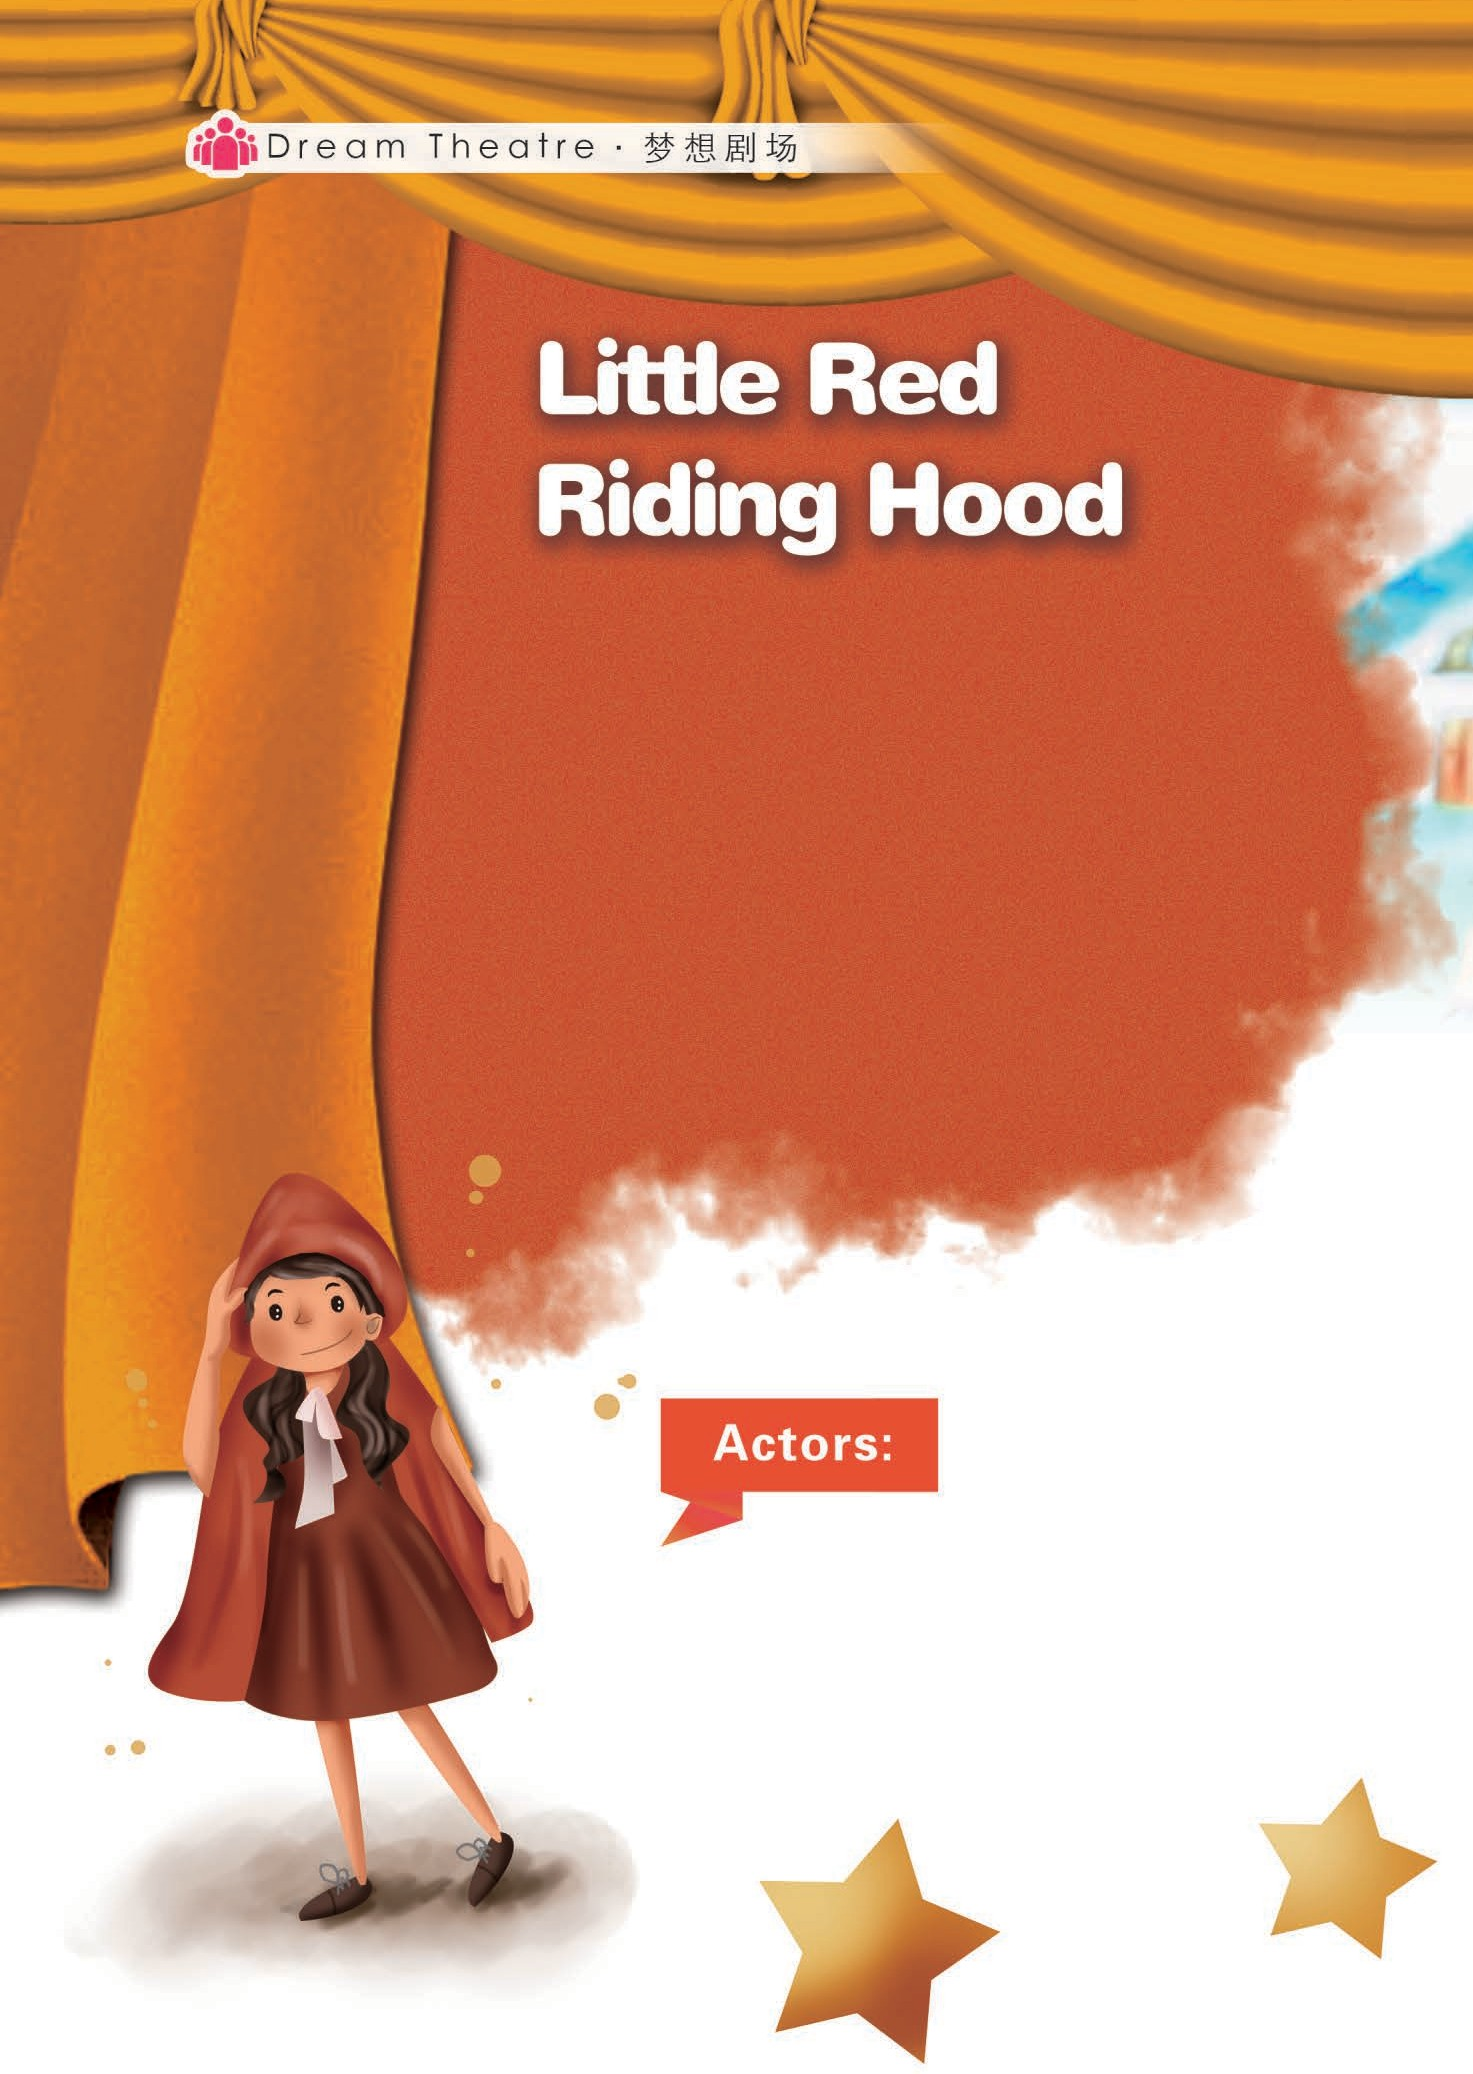 Dream Theatre · 梦想剧场
Little Red
Riding Hood
Actors: